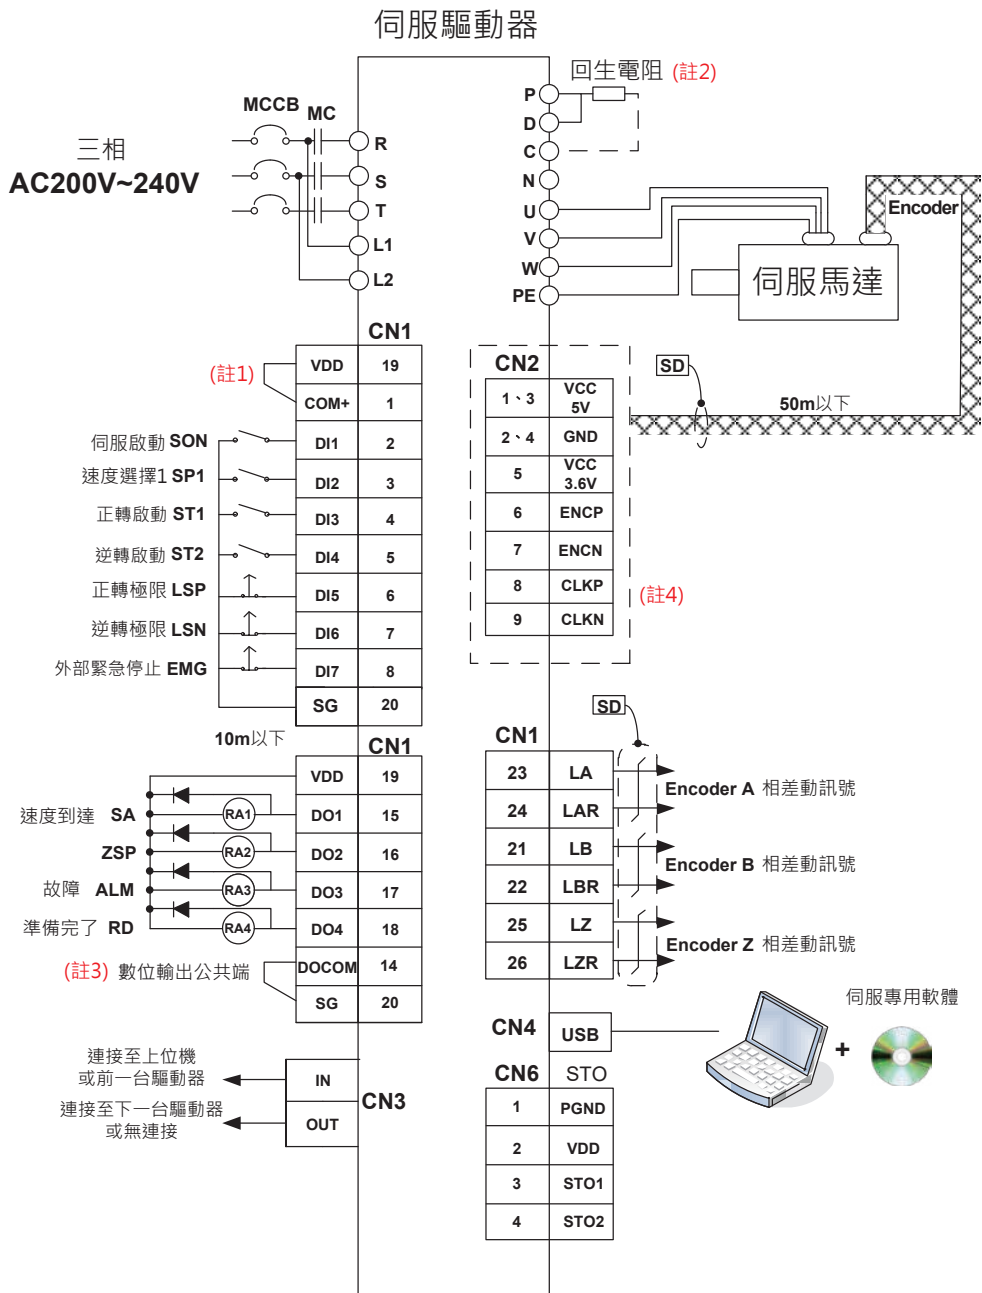 伺服驅動器
回生電阻 (註2)
MCCB
MC
三相
AC200V~240V
R
S
T
L1
L2
P
D
C
N
U
V
W
PE
Encoder
伺服馬達
CN1
(註1)
VDD 19
COM+ 1
伺服啟動 SON DI1 2
速度選擇1 SP1 DI2 3
正轉啟動 ST1 DI3 4
逆轉啟動 ST2 DI4 5
正轉極限 LSP DI5 6
逆轉極限 LSN DI6 7
外部緊急停止 EMG DI7 8
SG 20
10m以下
CN2
1、3 VCC 5V
2、4 GND
5 VCC 3.6V
6 ENCP
7 ENCN
8 CLKP
9 CLKN
(註4)
SD
50m以下
CN1
VDD 19
速度到達 SA RA1 DO1 15
ZSP RA2 DO2 16
故障 ALM RA3 DO3 17
準備完了 RD RA4 DO4 18
(註3) 數位輸出公共端 DOCOM 14
SG 20
SD
CN1
23 LA
24 LAR
Encoder A 相差動訊號
21 LB
22 LBR
Encoder B 相差動訊號
25 LZ
26 LZR
Encoder Z 相差動訊號
伺服專用軟體
CN4 USB
+
連接至上位機
或前一台驅動器
IN
CN3
連接至下一台驅動器
或無連接
OUT
CN6 STO
1 PGND
2 VDD
3 STO1
4 STO2